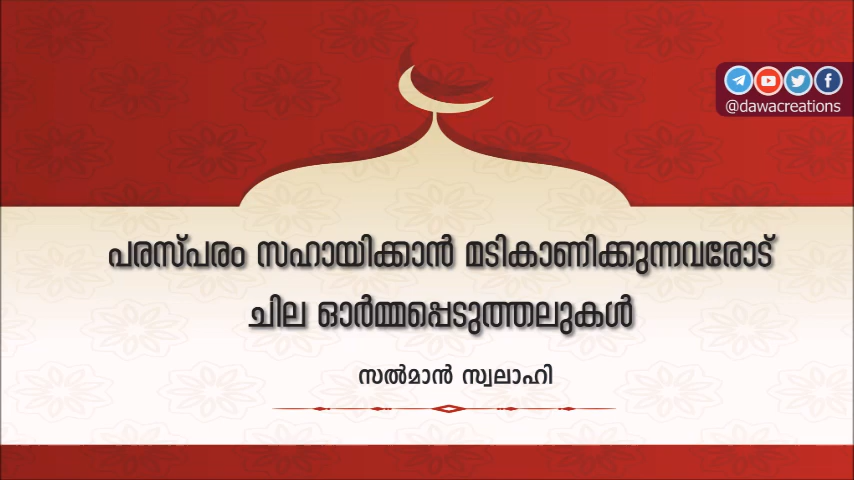 @dawacreations
പരസ്പരം സഹായിക്കാൻ മടികാണിക്കുന്നവരോട്
ചില ഓർമ്മപ്പെടുത്തലുകൾ
സൽമാൻ സ്വലാഹി